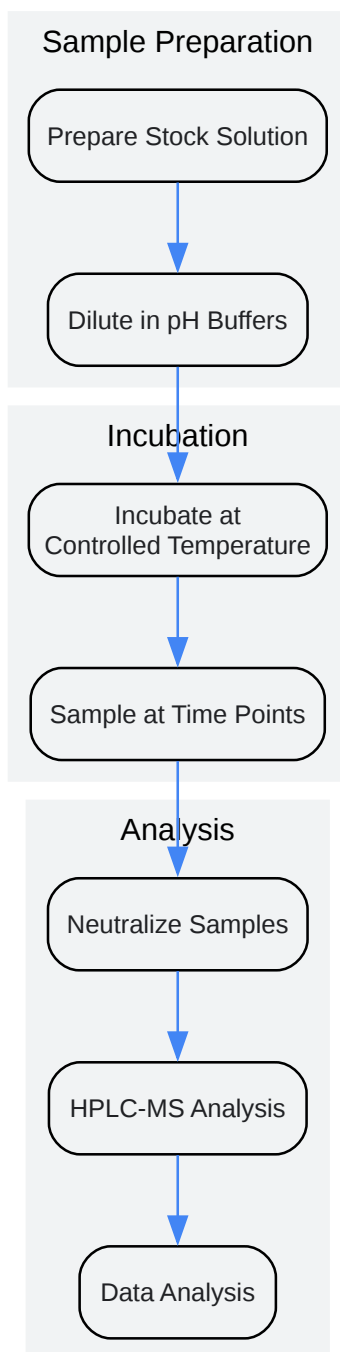 Sample Preparation
Prepare Stock Solution
Dilute in pH Buffers
Incubation
Incubate at
Controlled Temperature
Sample at Time Points
Analysis
Neutralize Samples
HPLC-MS Analysis
Data Analysis